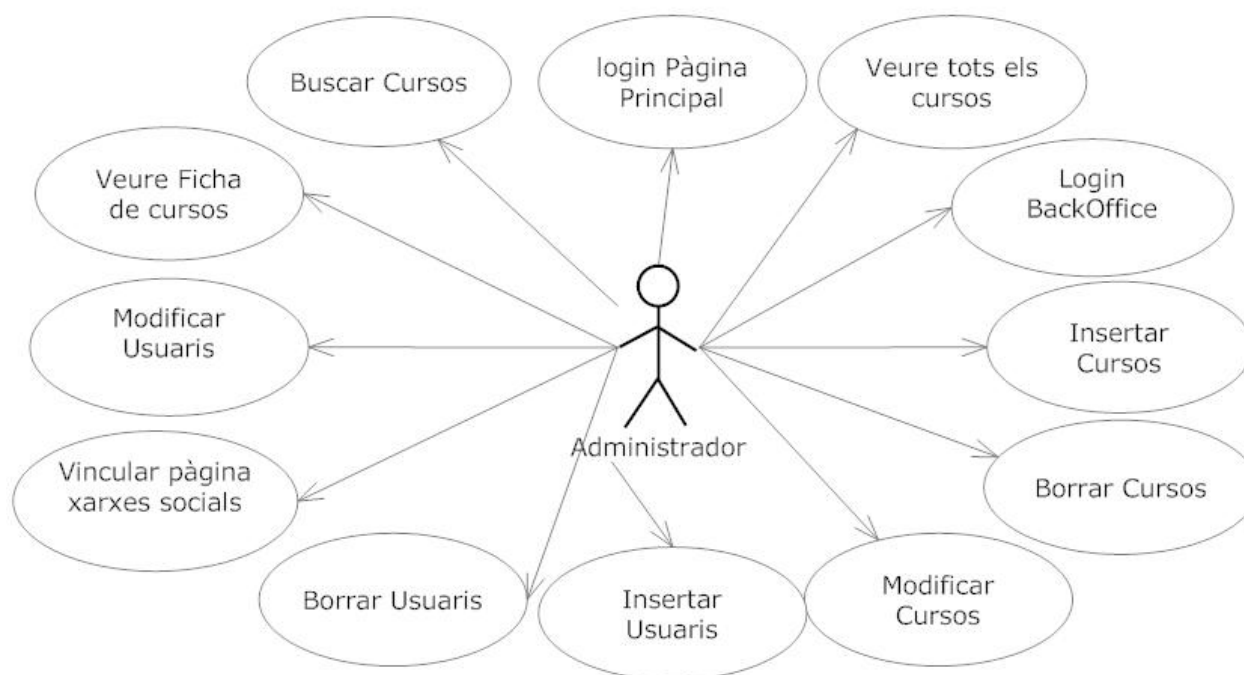 Buscar Cursos
login Pàgina
Principal
Veure tots els
cursos
Veure Ficha
de cursos
Login
BackOffice
Modificar
Usuaris
Insertar
Cursos
Administrador
Vincular pàgina
xarxes socials
Borrar Cursos
Borrar Usuaris
Insertar
Usuaris
Modificar
Cursos